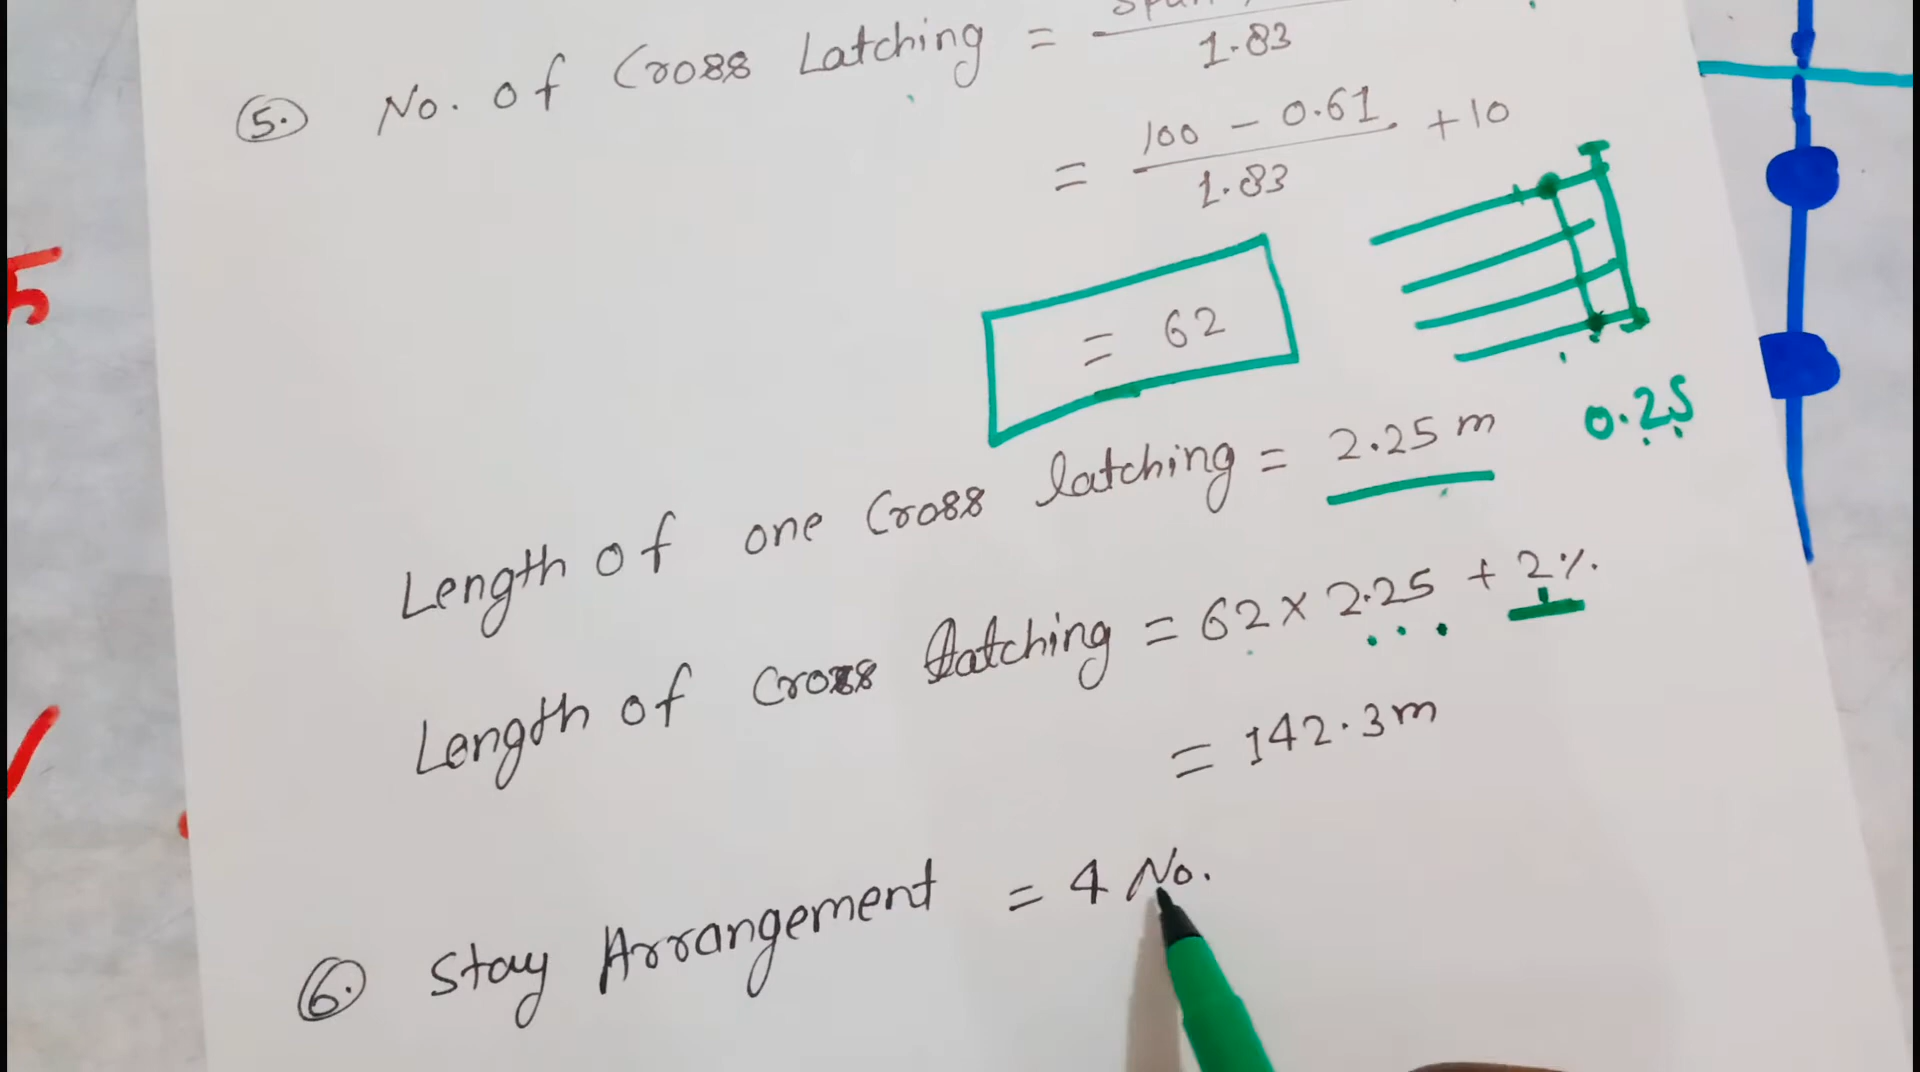 5
5. No. of Cross Latching =
1.83
= 100 - 0.61 + 10
1.83
= 62
0.25
Length of one Cross latching = 2.25 m
Length of Cross Latching = 62 x 2.25 + 2%.
= 142.3m
6. Stay Arrangement = 4 No.